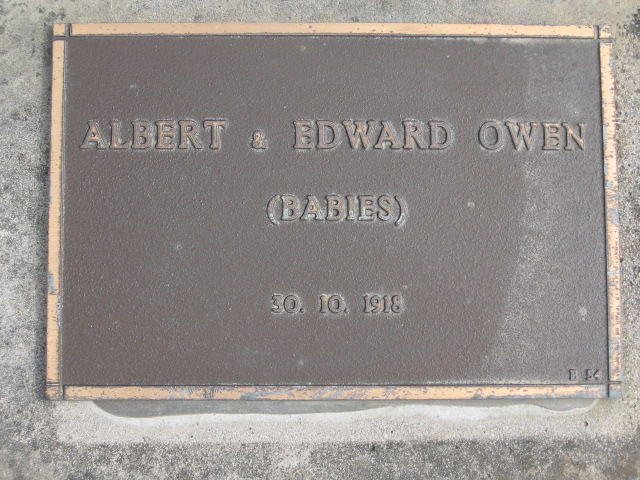 ALBERT & EDWARD OWEN
(BABIES)
30. 10. 1918
B 54